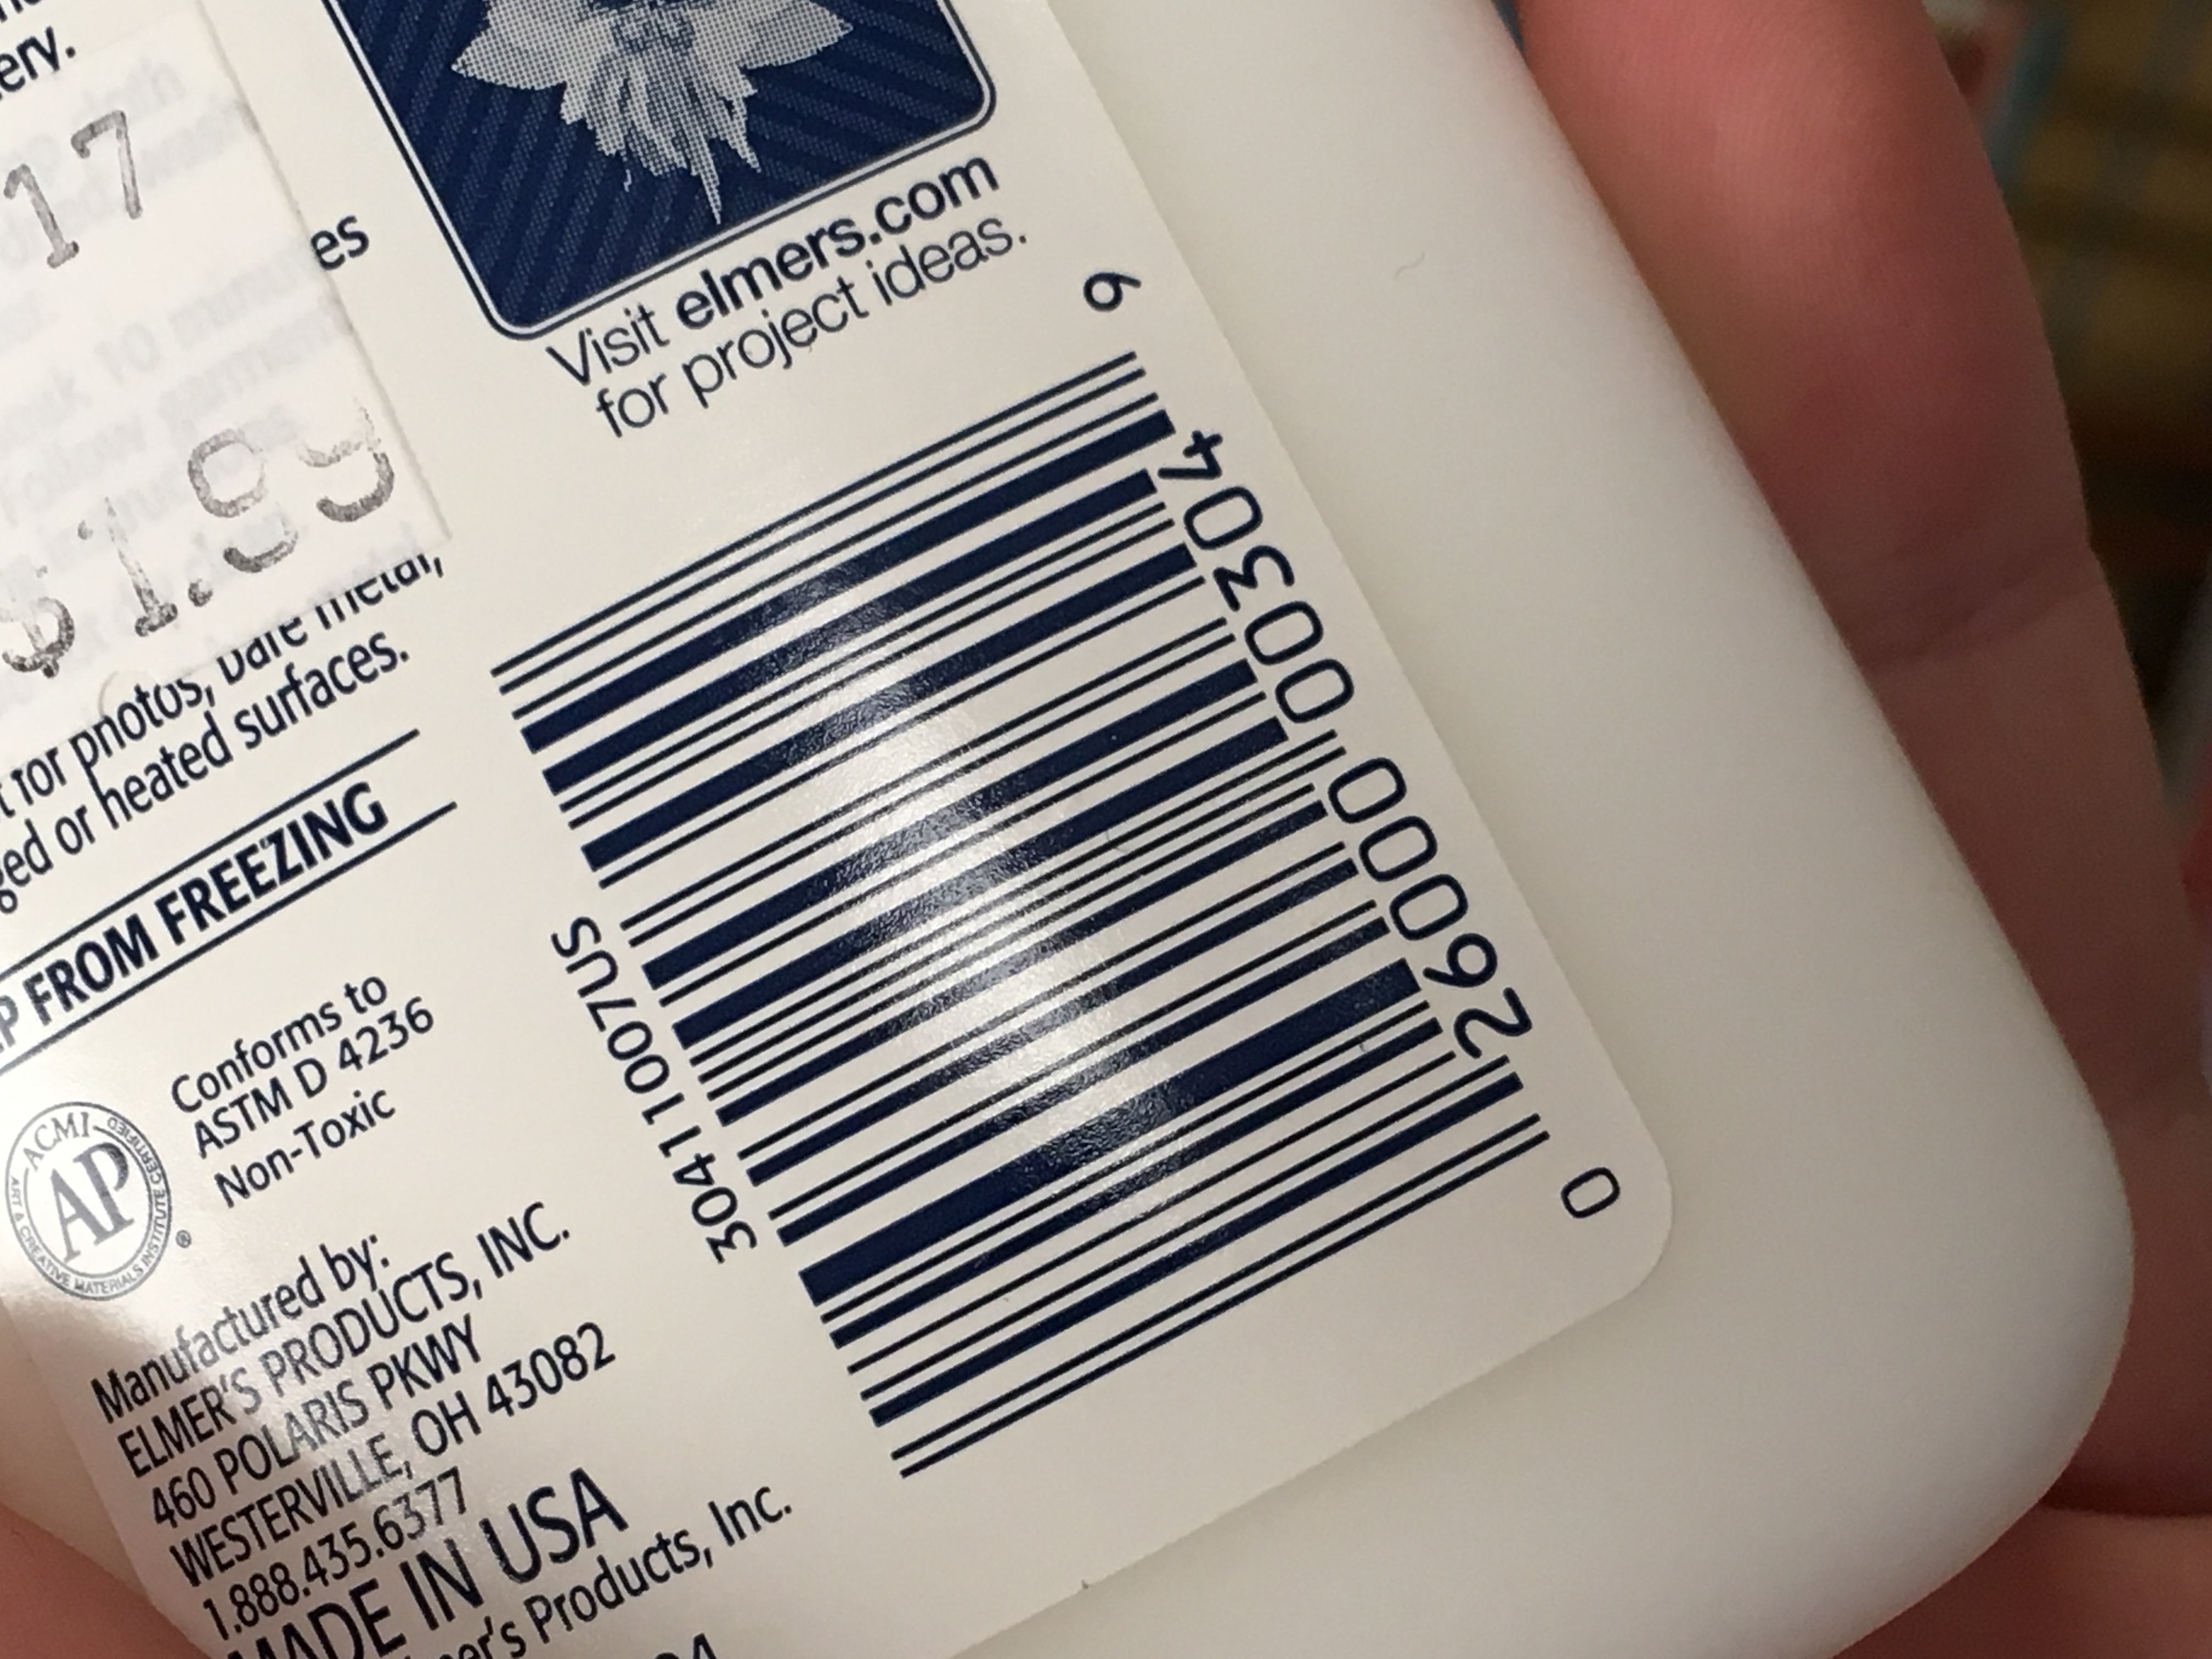 17
$1.99
ery.
es
t for photos, bare metal,
ged or heated surfaces.
P FROM FREEZING
ACMI
AP
ART & CREATIVE MATERIALS INSTITUTE CERTIFIED
®
Conforms to
ASTM D 4236
Non-Toxic
Manufactured by:
ELMER'S PRODUCTS, INC.
460 POLARIS PKWY
WESTERVILLE, OH 43082
1.888.435.6377
MADE IN USA
er's Products, Inc.
Visit elmers.com
for project ideas.
30411007US
0 26000 00304 9